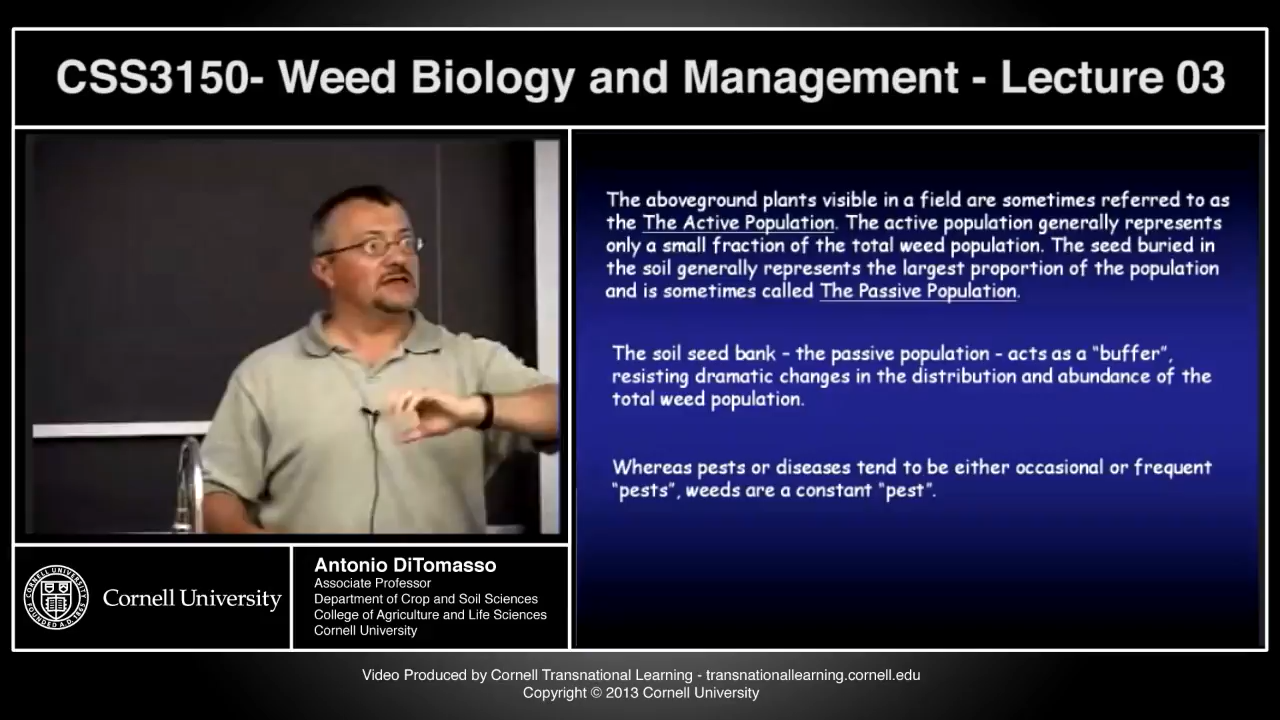 CSS3150- Weed Biology and Management - Lecture 03
The aboveground plants visible in a field are sometimes referred to as
the The Active Population. The active population generally represents
only a small fraction of the total weed population. The seed buried in
the soil generally represents the largest proportion of the population
and is sometimes called The Passive Population.
The soil seed bank – the passive population - acts as a “buffer”,
resisting dramatic changes in the distribution and abundance of the
total weed population.
Whereas pests or diseases tend to be either occasional or frequent
“pests”, weeds are a constant “pest”.
Cornell University
Antonio DiTomasso
Associate Professor
Department of Crop and Soil Sciences
College of Agriculture and Life Sciences
Cornell University
Video Produced by Cornell Transnational Learning - transnationallearning.cornell.edu
Copyright © 2013 Cornell University